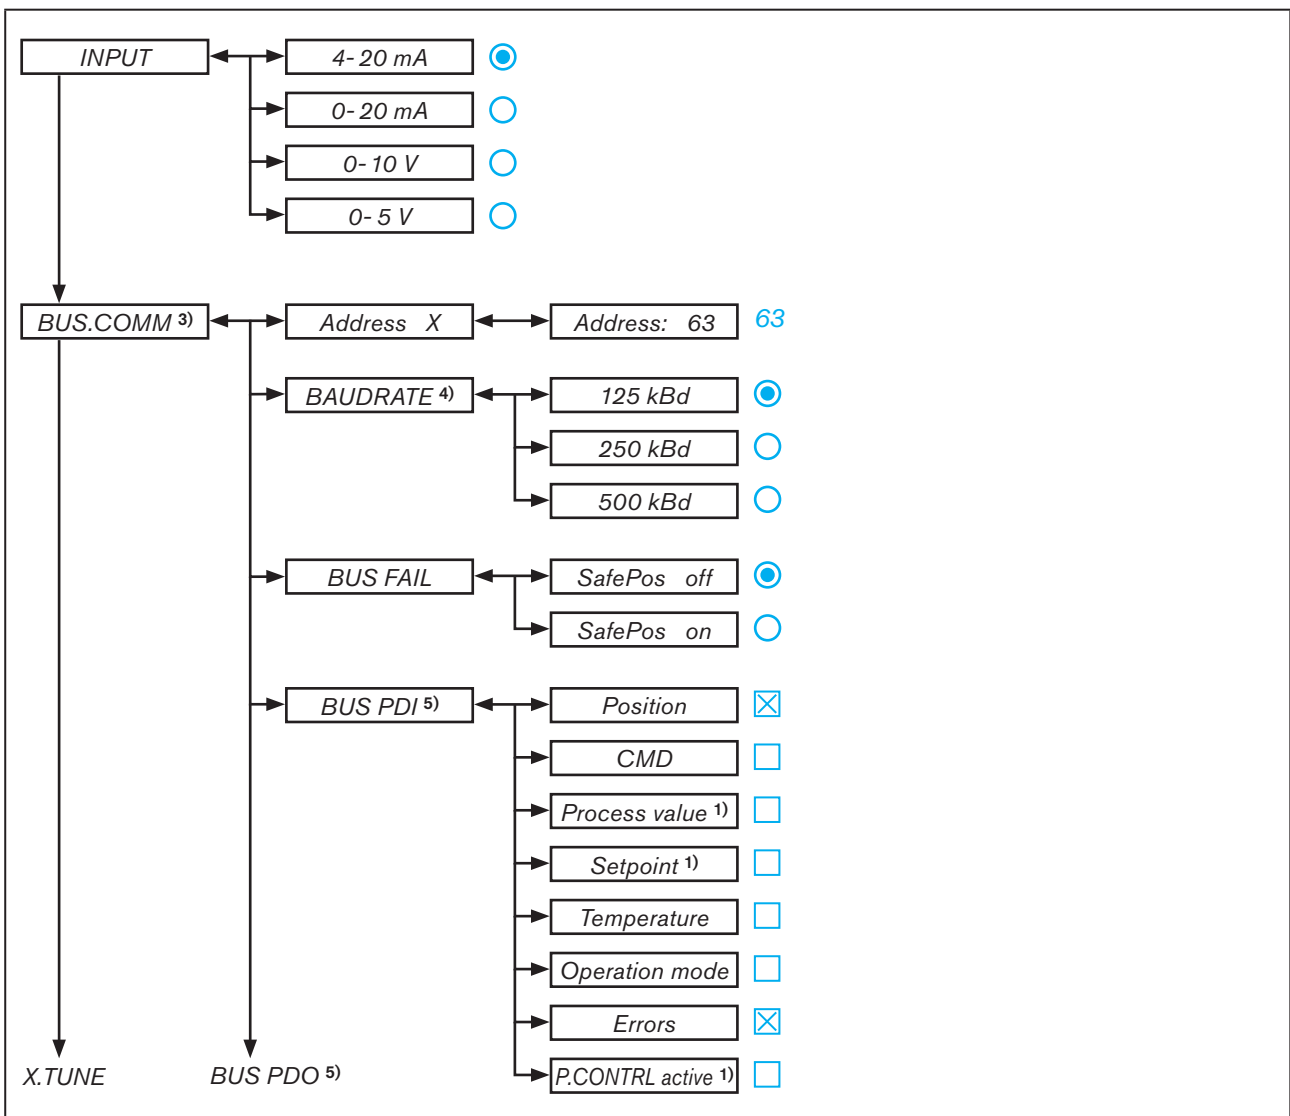 INPUT 4-20 mA
0-20 mA
0-10 V
0-5 V
BUS.COMM 3) Address X Address: 63 63
BAUDRATE 4) 125 kBd
250 kBd
500 kBd
BUS FAIL SafePos off
SafePos on
BUS PDI 5) Position
CMD
Process value 1)
Setpoint 1)
Temperature
Operation mode
Errors
X.TUNE BUS PDO 5) P.CONTRL active 1)